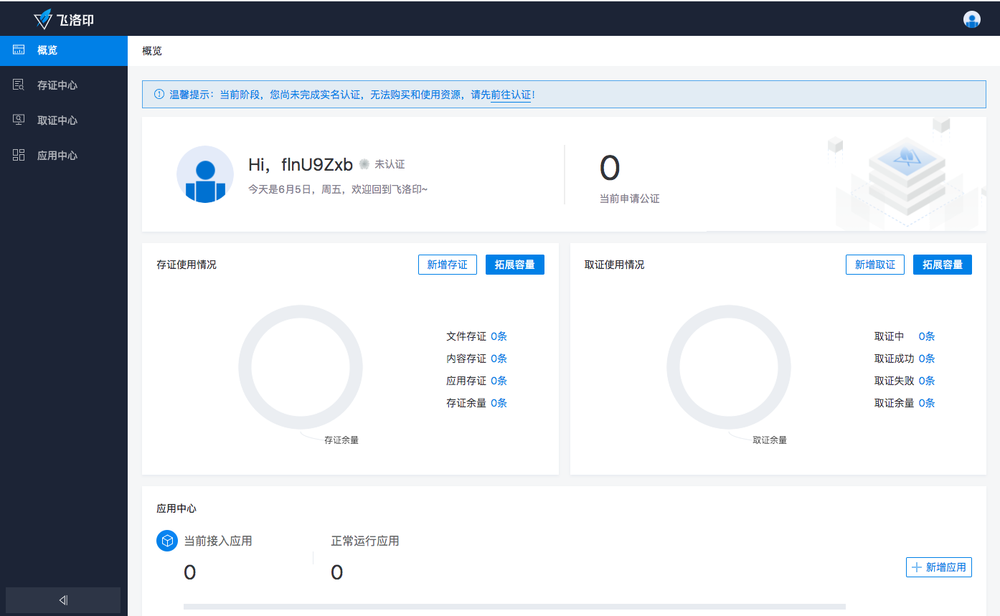 飞洛印
概览
存证中心
取证中心
应用中心
概览
温馨提示：当前阶段，您尚未完成实名认证，无法购买和使用资源，请先前往认证！
Hi，flnU9Zxb 未认证
今天是6月5日，周五，欢迎回到飞洛印~
0
当前申请公证
存证使用情况 新增存证 拓展容量
文件存证 0条
内容存证 0条
应用存证 0条
存证余量 0条
存证余量
取证使用情况 新增取证 拓展容量
取证中 0条
取证成功 0条
取证失败 0条
取证余量 0条
取证余量
应用中心
当前接入应用 正常运行应用
0 0
新增应用